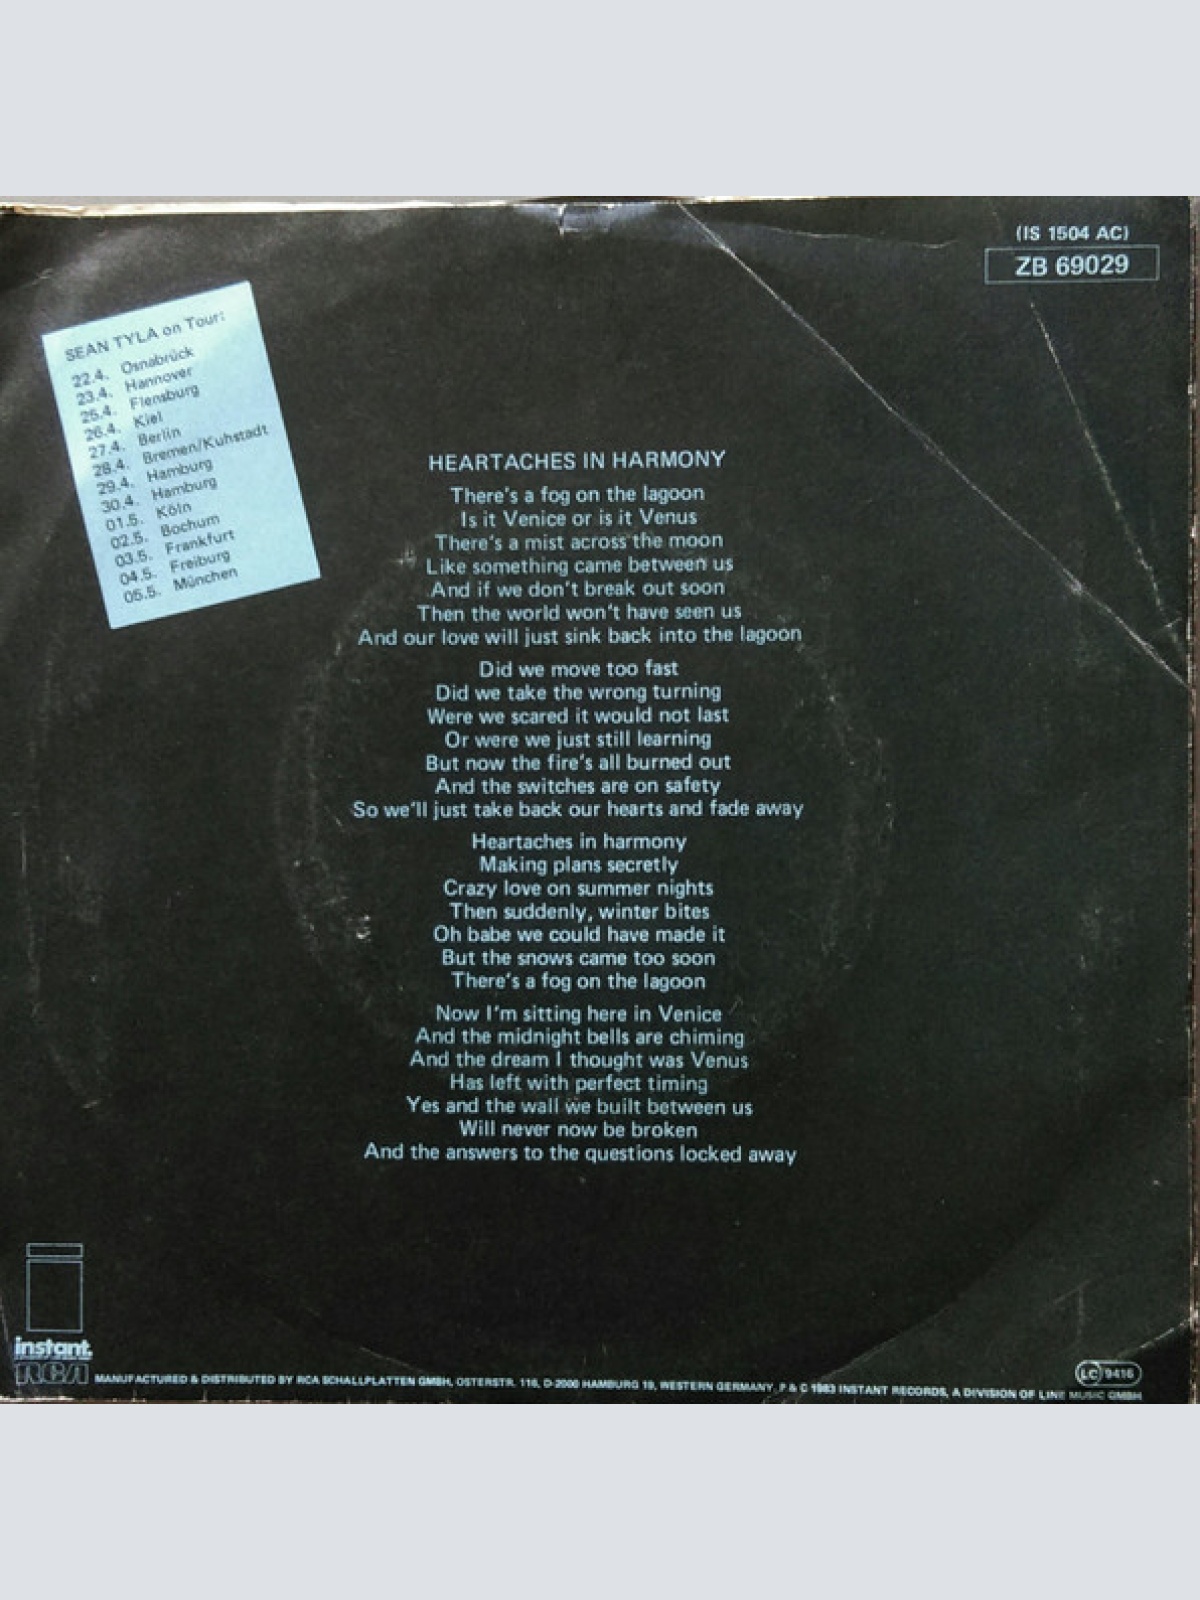 (IS 1504 AC)
ZB 69029
SEAN TYLA on Tour:
22.4. Osnabrück
23.4. Hannover
25.4. Flensburg
26.4. Kiel
27.4. Berlin
28.4. Bremen/Kuhstadt
29.4. Hamburg
30.4. Hamburg
01.5. Köln
02.5. Bochum
03.5. Frankfurt
04.5. Freiburg
05.5. München
HEARTACHES IN HARMONY
There's a fog on the lagoon
Is it Venice or is it Venus
There's a mist across the moon
Like something came between us
And if we don't break out soon
Then the world won't have seen us
And our love will just sink back into the lagoon
Did we move too fast
Did we take the wrong turning
Were we scared it would not last
Or were we just still learning
But now the fire's all burned out
And the switches are on safety
So we'll just take back our hearts and fade away
Heartaches in harmony
Making plans secretly
Crazy love on summer nights
Then suddenly, winter bites
Oh babe we could have made it
But the snows came too soon
There's a fog on the lagoon
Now I'm sitting here in Venice
And the midnight bells are chiming
And the dream I thought was Venus
Has left with perfect timing
Yes and the wall we built between us
Will never now be broken
And the answers to the questions locked away
instant.
RCA
MANUFACTURED & DISTRIBUTED BY RCA SCHALLPLATTEN GMBH, OSTERSTR. 116, D-2000 HAMBURG 19, WESTERN GERMANY, P & C 1983 INSTANT RECORDS, A DIVISION OF LINE MUSIC GMBH
LC 9416